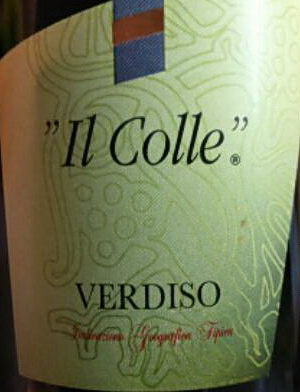 "Il Colle"®
VERDISO
Indicazione Geografica Tipica